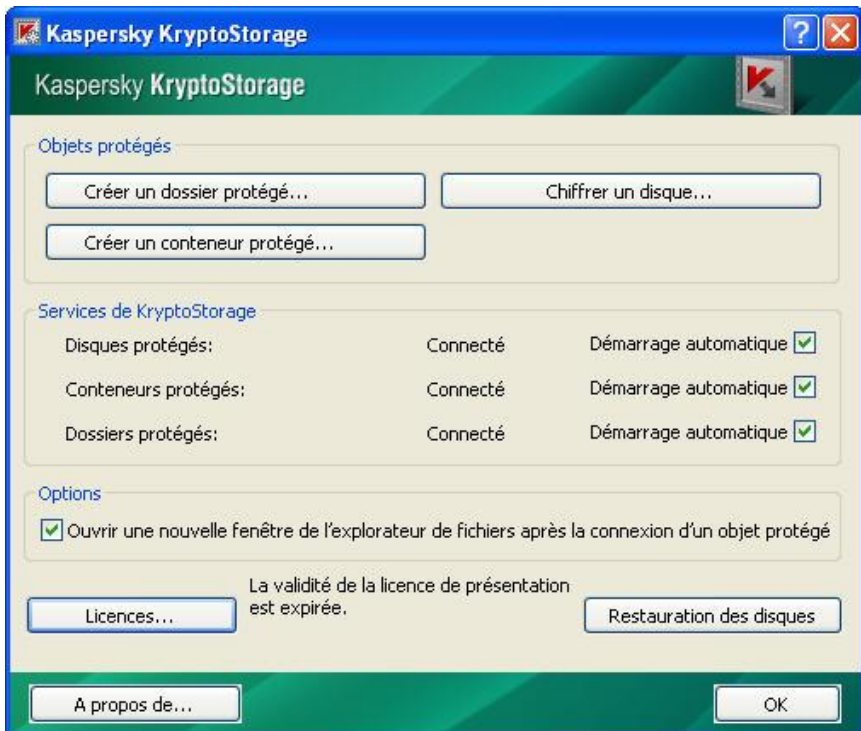 Kaspersky KryptoStorage
Kaspersky KryptoStorage
Objets protégés
Créer un dossier protégé...
Chiffrer un disque...
Créer un conteneur protégé...
Services de KryptoStorage
Disques protégés: Connecté Démarrage automatique
Conteneurs protégés: Connecté Démarrage automatique
Dossiers protégés: Connecté Démarrage automatique
Options
Ouvrir une nouvelle fenêtre de l'explorateur de fichiers après la connexion d'un objet protégé
Licences...
La validité de la licence de présentation
est expirée.
Restauration des disques
A propos de...
OK